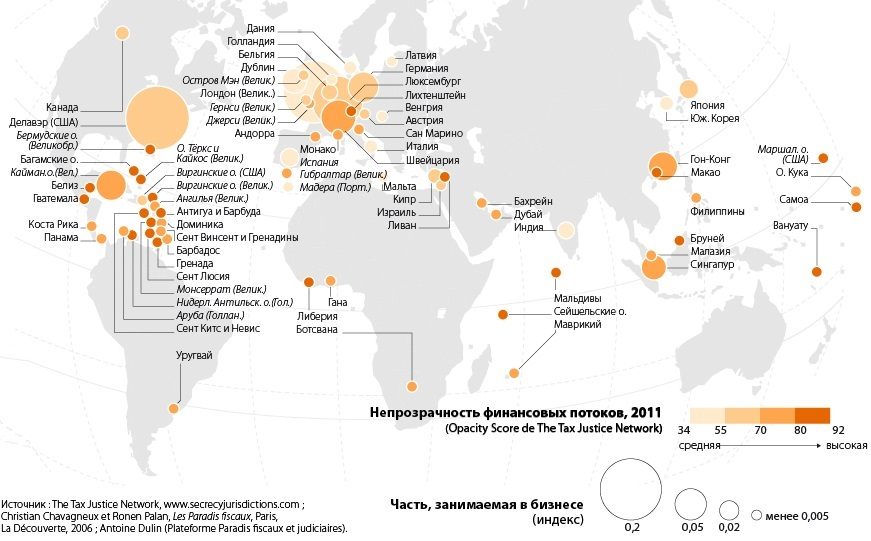 Дания
Голландия
Бельгия
Дублин
Остров Мэн (Велик.)
Лондон (Велик..)
Гернси (Велик.)
Джерси (Велик.)
Андорра
Монако
Испания
Гибралтар (Велик.)
Мадера (Порт.)
Латвия
Германия
Люксембург
Лихтенштейн
Венгрия
Австрия
Сан Марино
Италия
Швейцария
Мальта
Кипр
Израиль
Ливан
Канада
Делавэр (США)
Бермудские о.
(Великобр.)
Багамские о.
Кайман.о.(Вел.)
Белиз
Гватемала
Коста Рика
Панама
О. Тёркс и
Кайкос (Велик.)
Виргинские о. (США)
Виргинские о. (Велик.)
Ангилья (Велик.)
Антигуа и Барбуда
Доминика
Сент Винсент и Гренадины
Барбадос
Гренада
Сент Люсия
Монсеррат (Велик.)
Нидерл. Антильск. о.(Гол.)
Аруба (Голлан.)
Сент Китс и Невис
Уругвай
Либерия
Гана
Ботсвана
Бахрейн
Дубай
Индия
Мальдивы
Сейшельские о.
Маврикий
Япония
Юж. Корея
Гон-Конг
Макао
Филиппины
Бруней
Малазия
Сингапур
Маршал. о.
(США)
О. Кука
Самоа
Вануату
Непрозрачность финансовых потоков, 2011
(Opacity Score de The Tax Justice Network)
34 55 70 80 92
средняя высокая
Часть, занимаемая в бизнесе
(индекс)
0,2 0,05 0,02 менее 0,005
Источник : The Tax Justice Network, www.secrecyjurisdictions.com ;
Christian Chavagneux et Ronen Palan, Les Paradis fiscaux, Paris,
La Découverte, 2006 ; Antoine Dulin (Plateforme Paradis fiscaux et judiciaires).